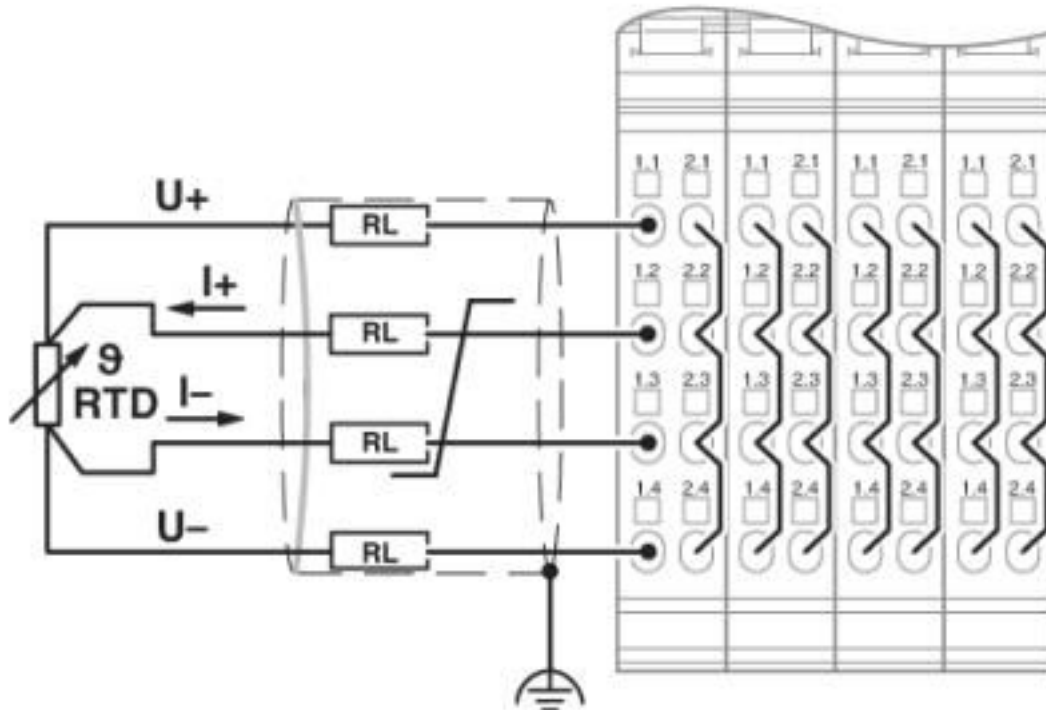 1.1 2.1 1.1 2.1 1.1 2.1 1.1 2.1
U+
RL
1.2 2.2 1.2 2.2 1.2 2.2 1.2 2.2
I+
RL
ϑ
RTD
1.3 2.3 1.3 2.3 1.3 2.3 1.3 2.3
I–
RL
1.4 2.4 1.4 2.4 1.4 2.4 1.4 2.4
U–
RL